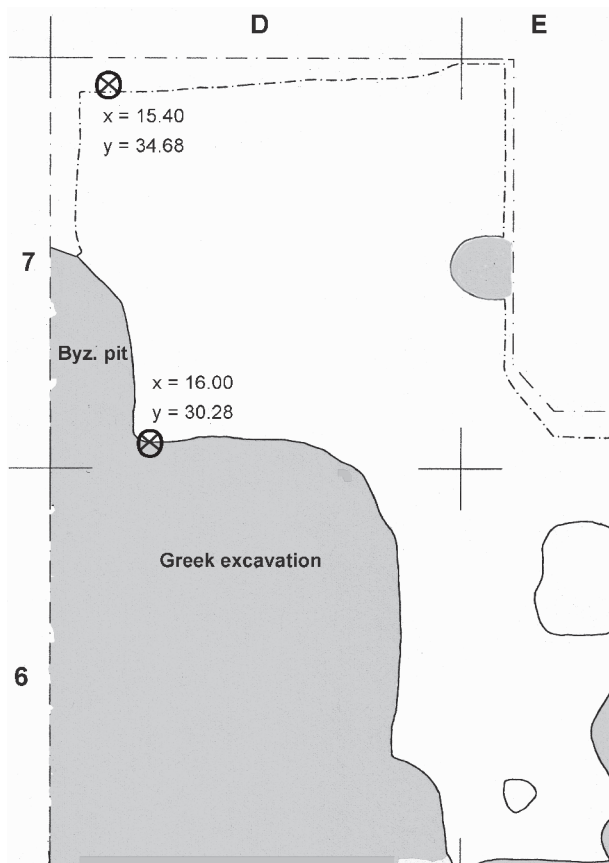 D
E
x = 15.40
y = 34.68
7
Byz. pit
x = 16.00
y = 30.28
Greek excavation
6